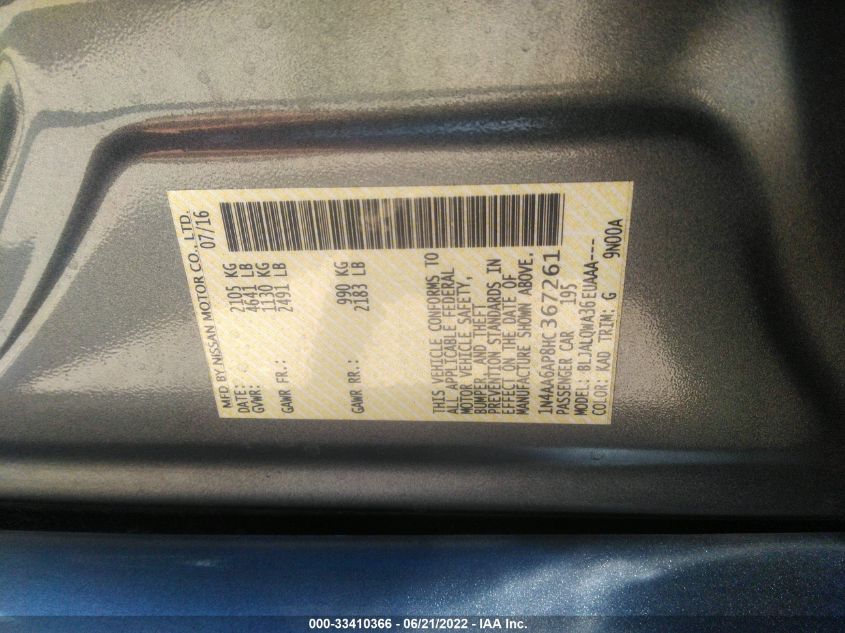 MFD BY NISSAN MOTOR CO., LTD.
DATE: 07/16
GVWR: 2105 KG
4641 LB
GAWR FR.: 1130 KG
2491 LB
GAWR RR.: 990 KG
2183 LB
THIS VEHICLE CONFORMS TO
ALL APPLICABLE FEDERAL
MOTOR VEHICLE SAFETY,
BUMPER, AND THEFT
PREVENTION STANDARDS IN
EFFECT ON THE DATE OF
MANUFACTURE SHOWN ABOVE.
1N4AA6AP8HC367261
PASSENGER CAR 195
MODEL: BLJALQWA36EUAAA---
COLOR: KAD TRIM: G 9N00A
000-33410366 - 06/21/2022 - IAA Inc.